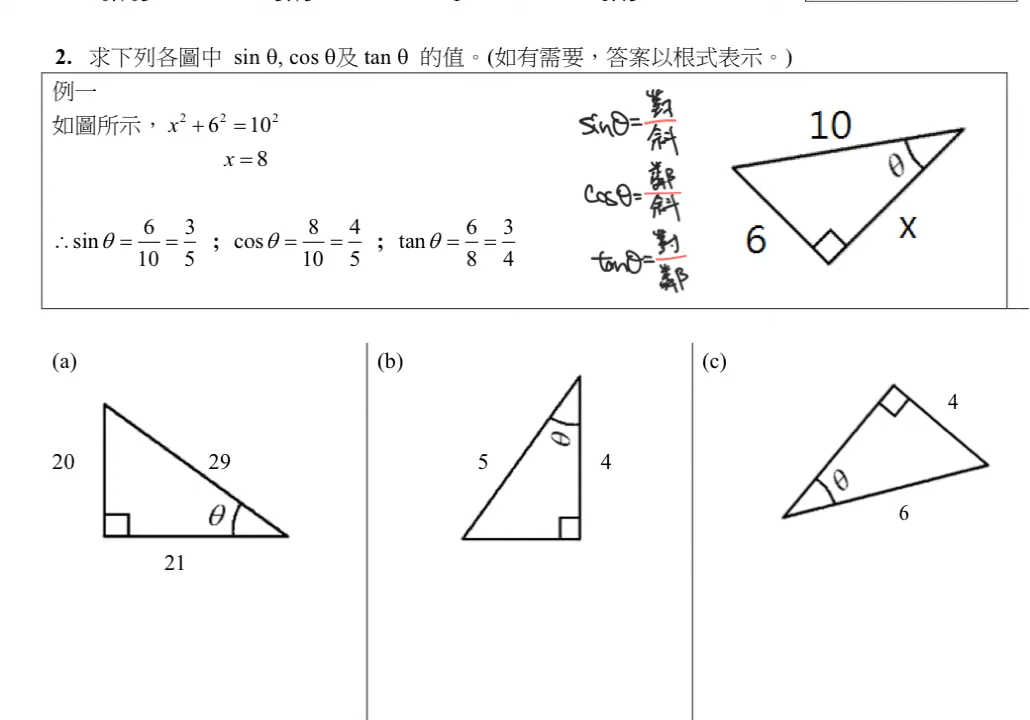 2. 求下列各圖中 sin θ, cos θ及 tan θ 的值。(如有需要，答案以根式表示。)
例一
如圖所示， x² + 6² = 10²
x = 8
∴ sin θ = 6/10 = 3/5 ； cos θ = 8/10 = 4/5 ； tan θ = 6/8 = 3/4
sinθ = 對/斜
cosθ = 鄰/斜
tanθ = 對/鄰
10
θ
6
x
(a)
20
29
θ
21
(b)
5
θ
4
(c)
4
θ
6